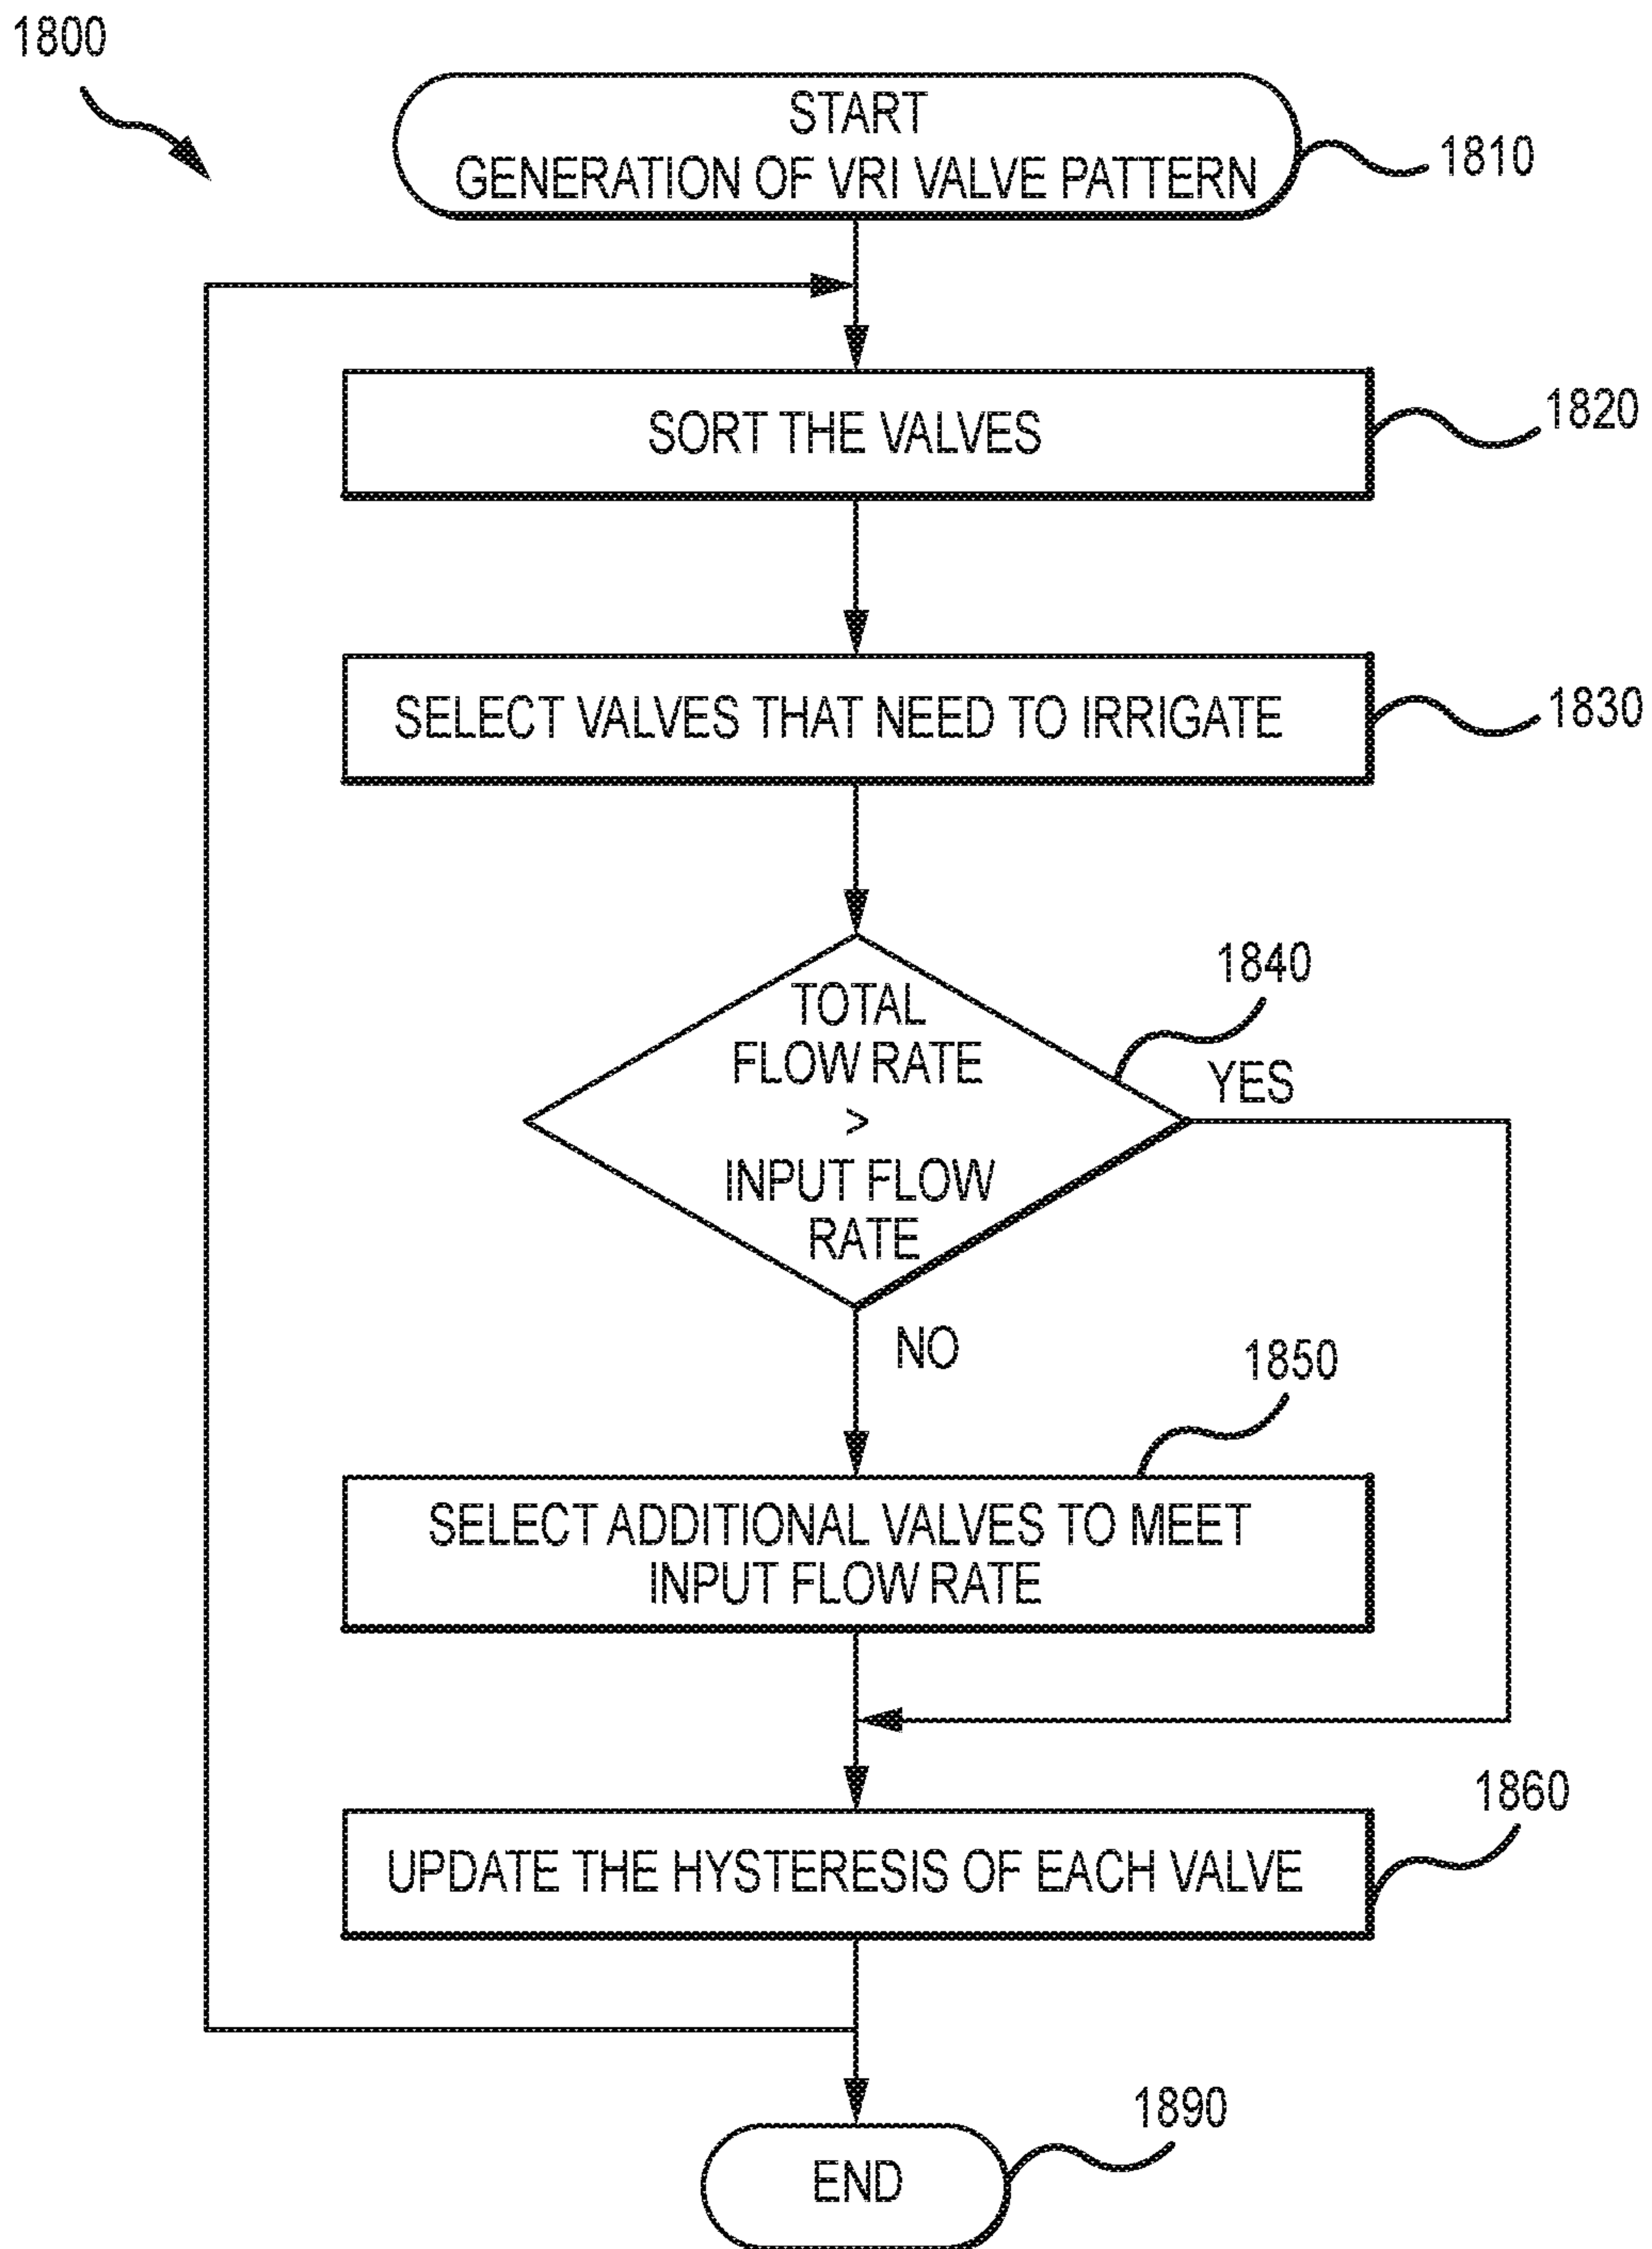 1800
START
GENERATION OF VRI VALVE PATTERN
1810
SORT THE VALVES
1820
SELECT VALVES THAT NEED TO IRRIGATE
1830
1840
TOTAL
FLOW RATE
>
INPUT FLOW
RATE
YES
NO
1850
SELECT ADDITIONAL VALVES TO MEET
INPUT FLOW RATE
1860
UPDATE THE HYSTERESIS OF EACH VALVE
1890
END